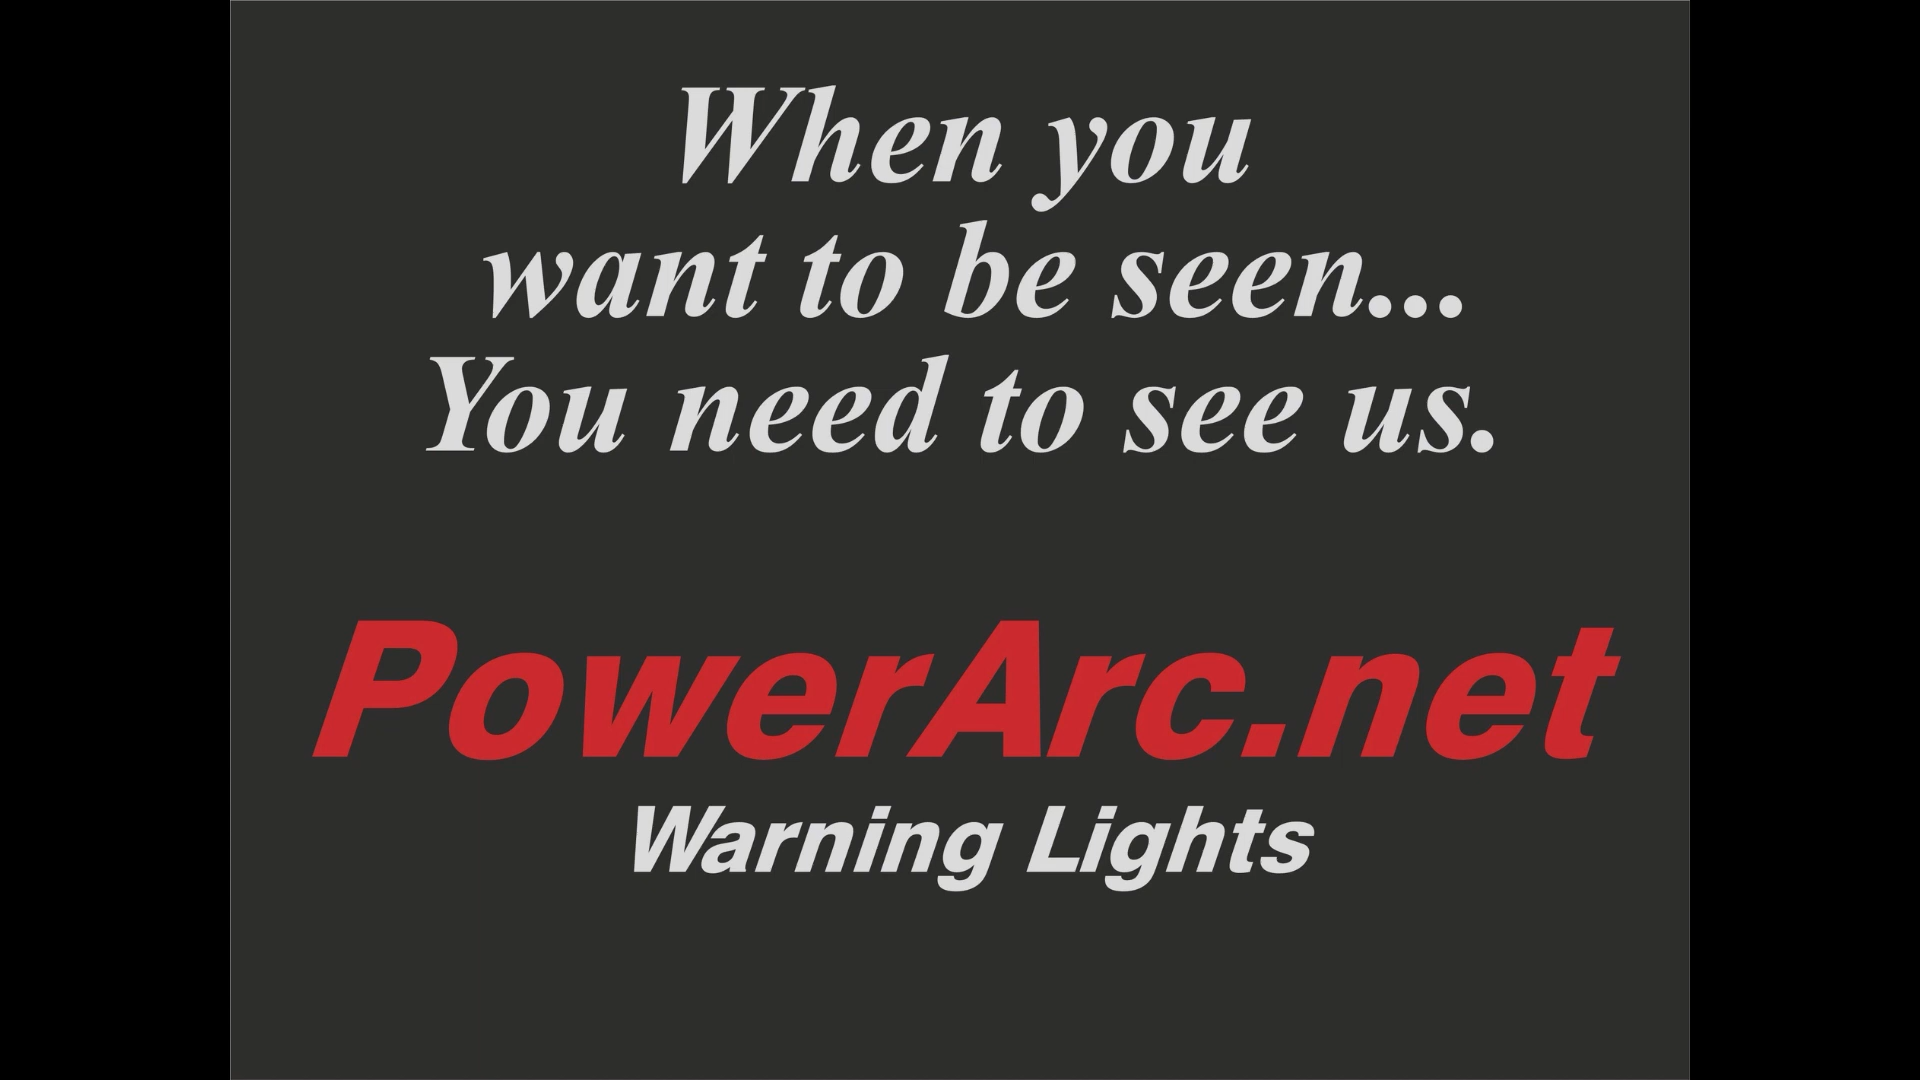 When you
want to be seen...
You need to see us.
PowerArc.net
Warning Lights